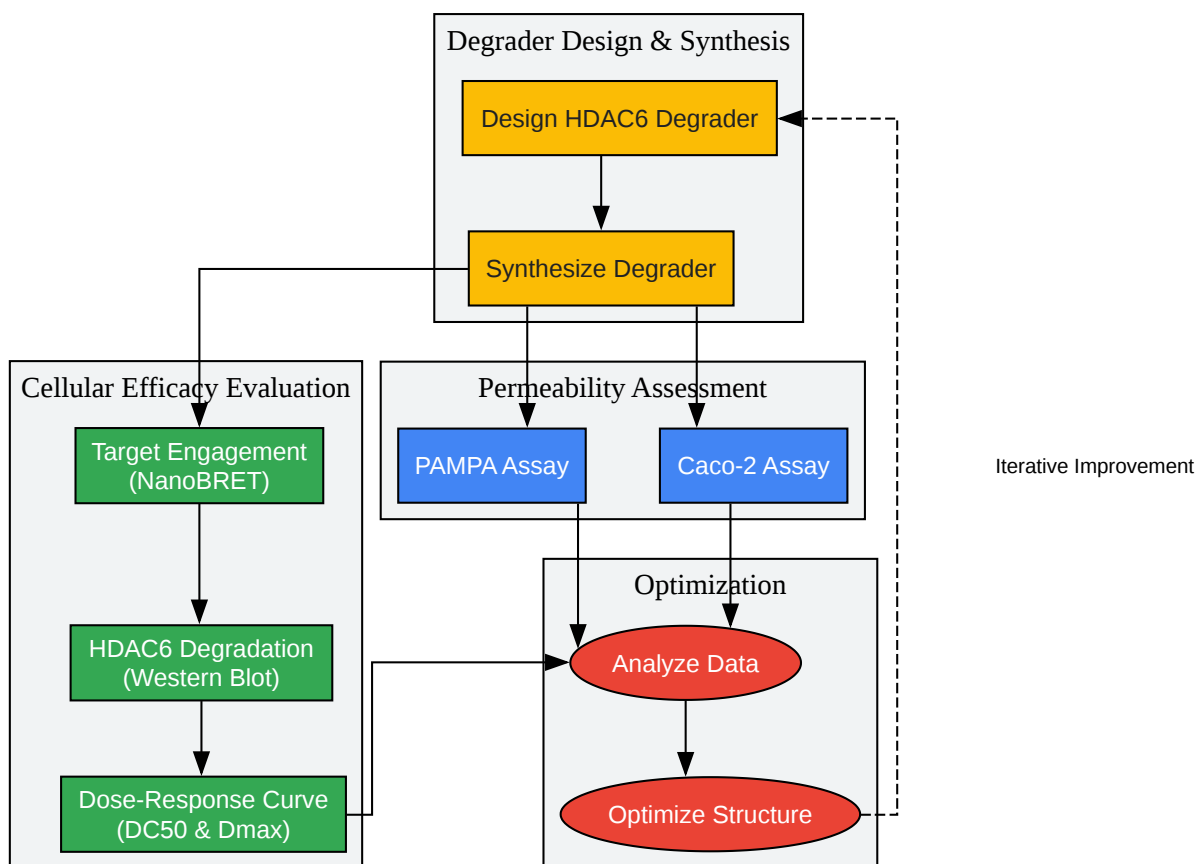 Degrader Design & Synthesis
Design HDAC6 Degrader
Synthesize Degrader
Cellular Efficacy Evaluation
Target Engagement
(NanoBRET)
HDAC6 Degradation
(Western Blot)
Dose-Response Curve
(DC50 & Dmax)
Permeability Assessment
PAMPA Assay
Caco-2 Assay
Optimization
Analyze Data
Optimize Structure
Iterative Improvement